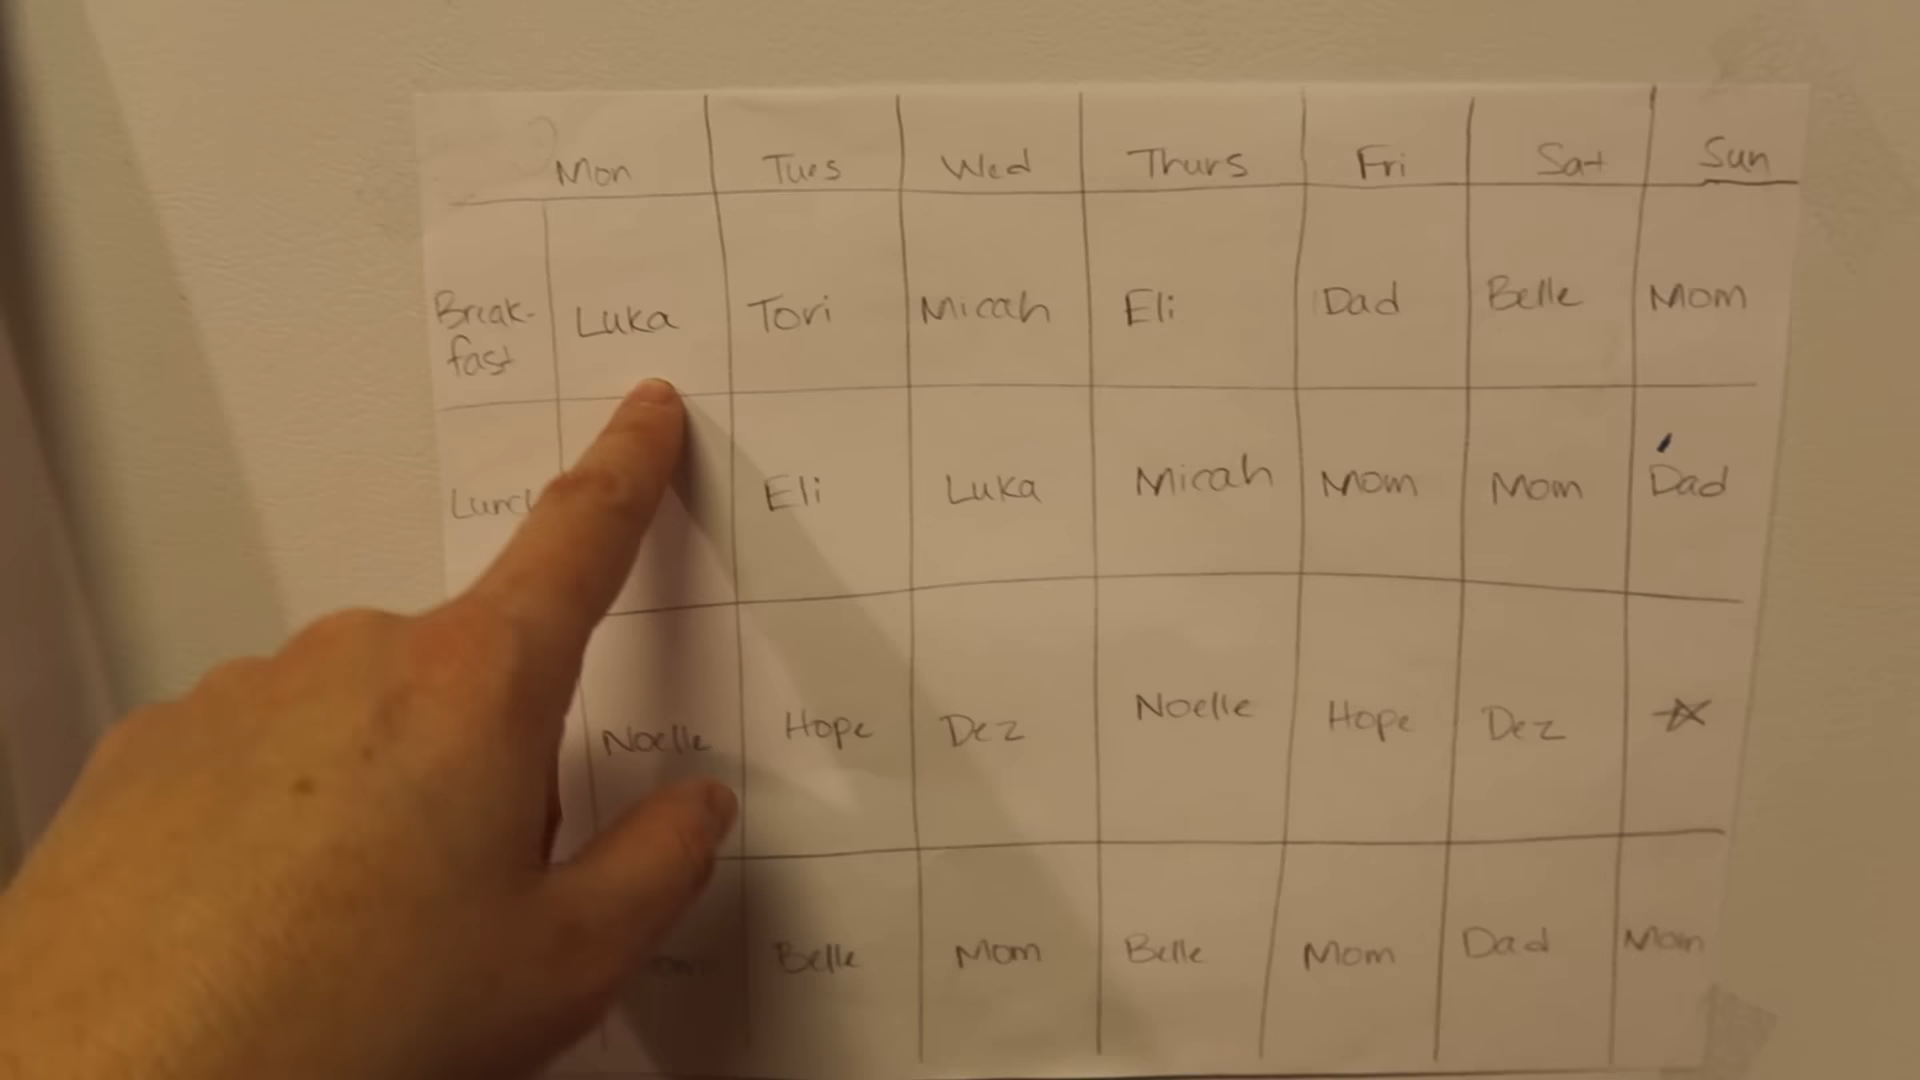 Mon Tues Wed Thurs Fri Sat Sun
Break-
fast Luka Tori Micah Eli Dad Belle Mom
Eli Luka Micah Mom Mom Dad
Noelle Hope Dez Noelle Hope Dez
Belle Mom Belle Mom Dad Mom